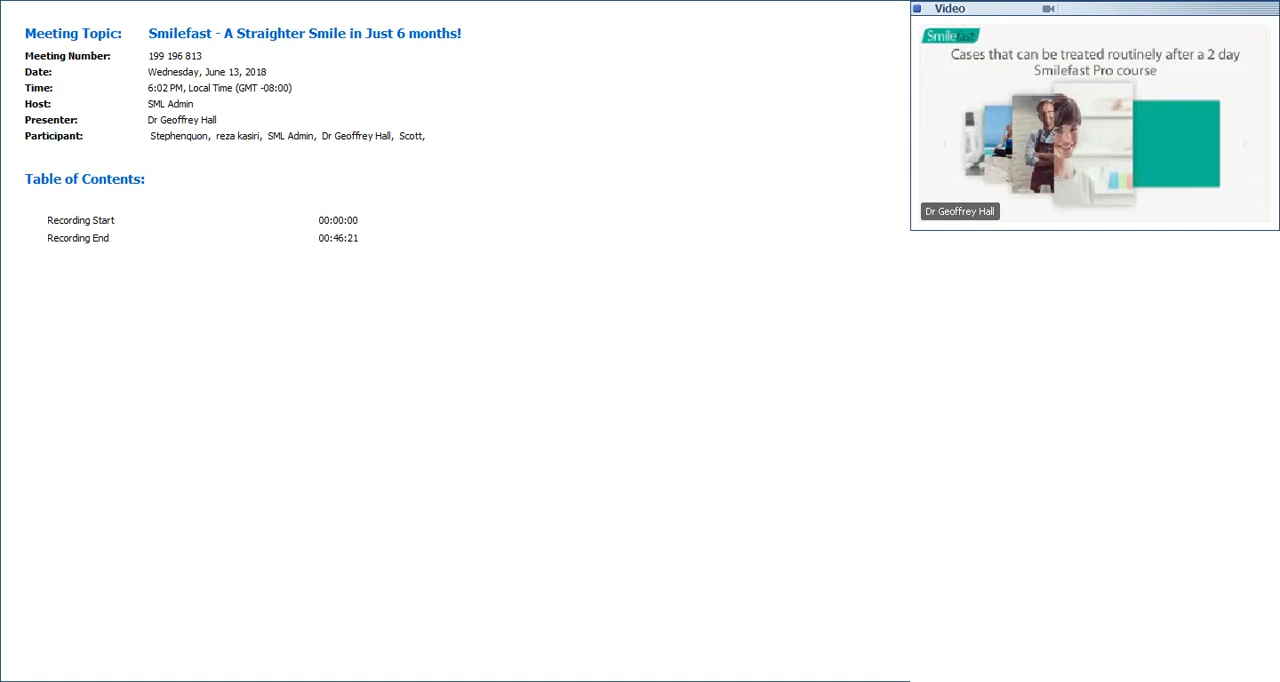 Meeting Topic: Smilefast - A Straighter Smile in Just 6 months!
Meeting Number: 199 196 813
Date: Wednesday, June 13, 2018
Time: 6:02 PM, Local Time (GMT -08:00)
Host: SML Admin
Presenter: Dr Geoffrey Hall
Participant: Stephenquon, reza kasiri, SML Admin, Dr Geoffrey Hall, Scott,
Table of Contents:
Recording Start 00:00:00
Recording End 00:46:21
Video
Smilefast
Cases that can be treated routinely after a 2 day
Smilefast Pro course
Dr Geoffrey Hall